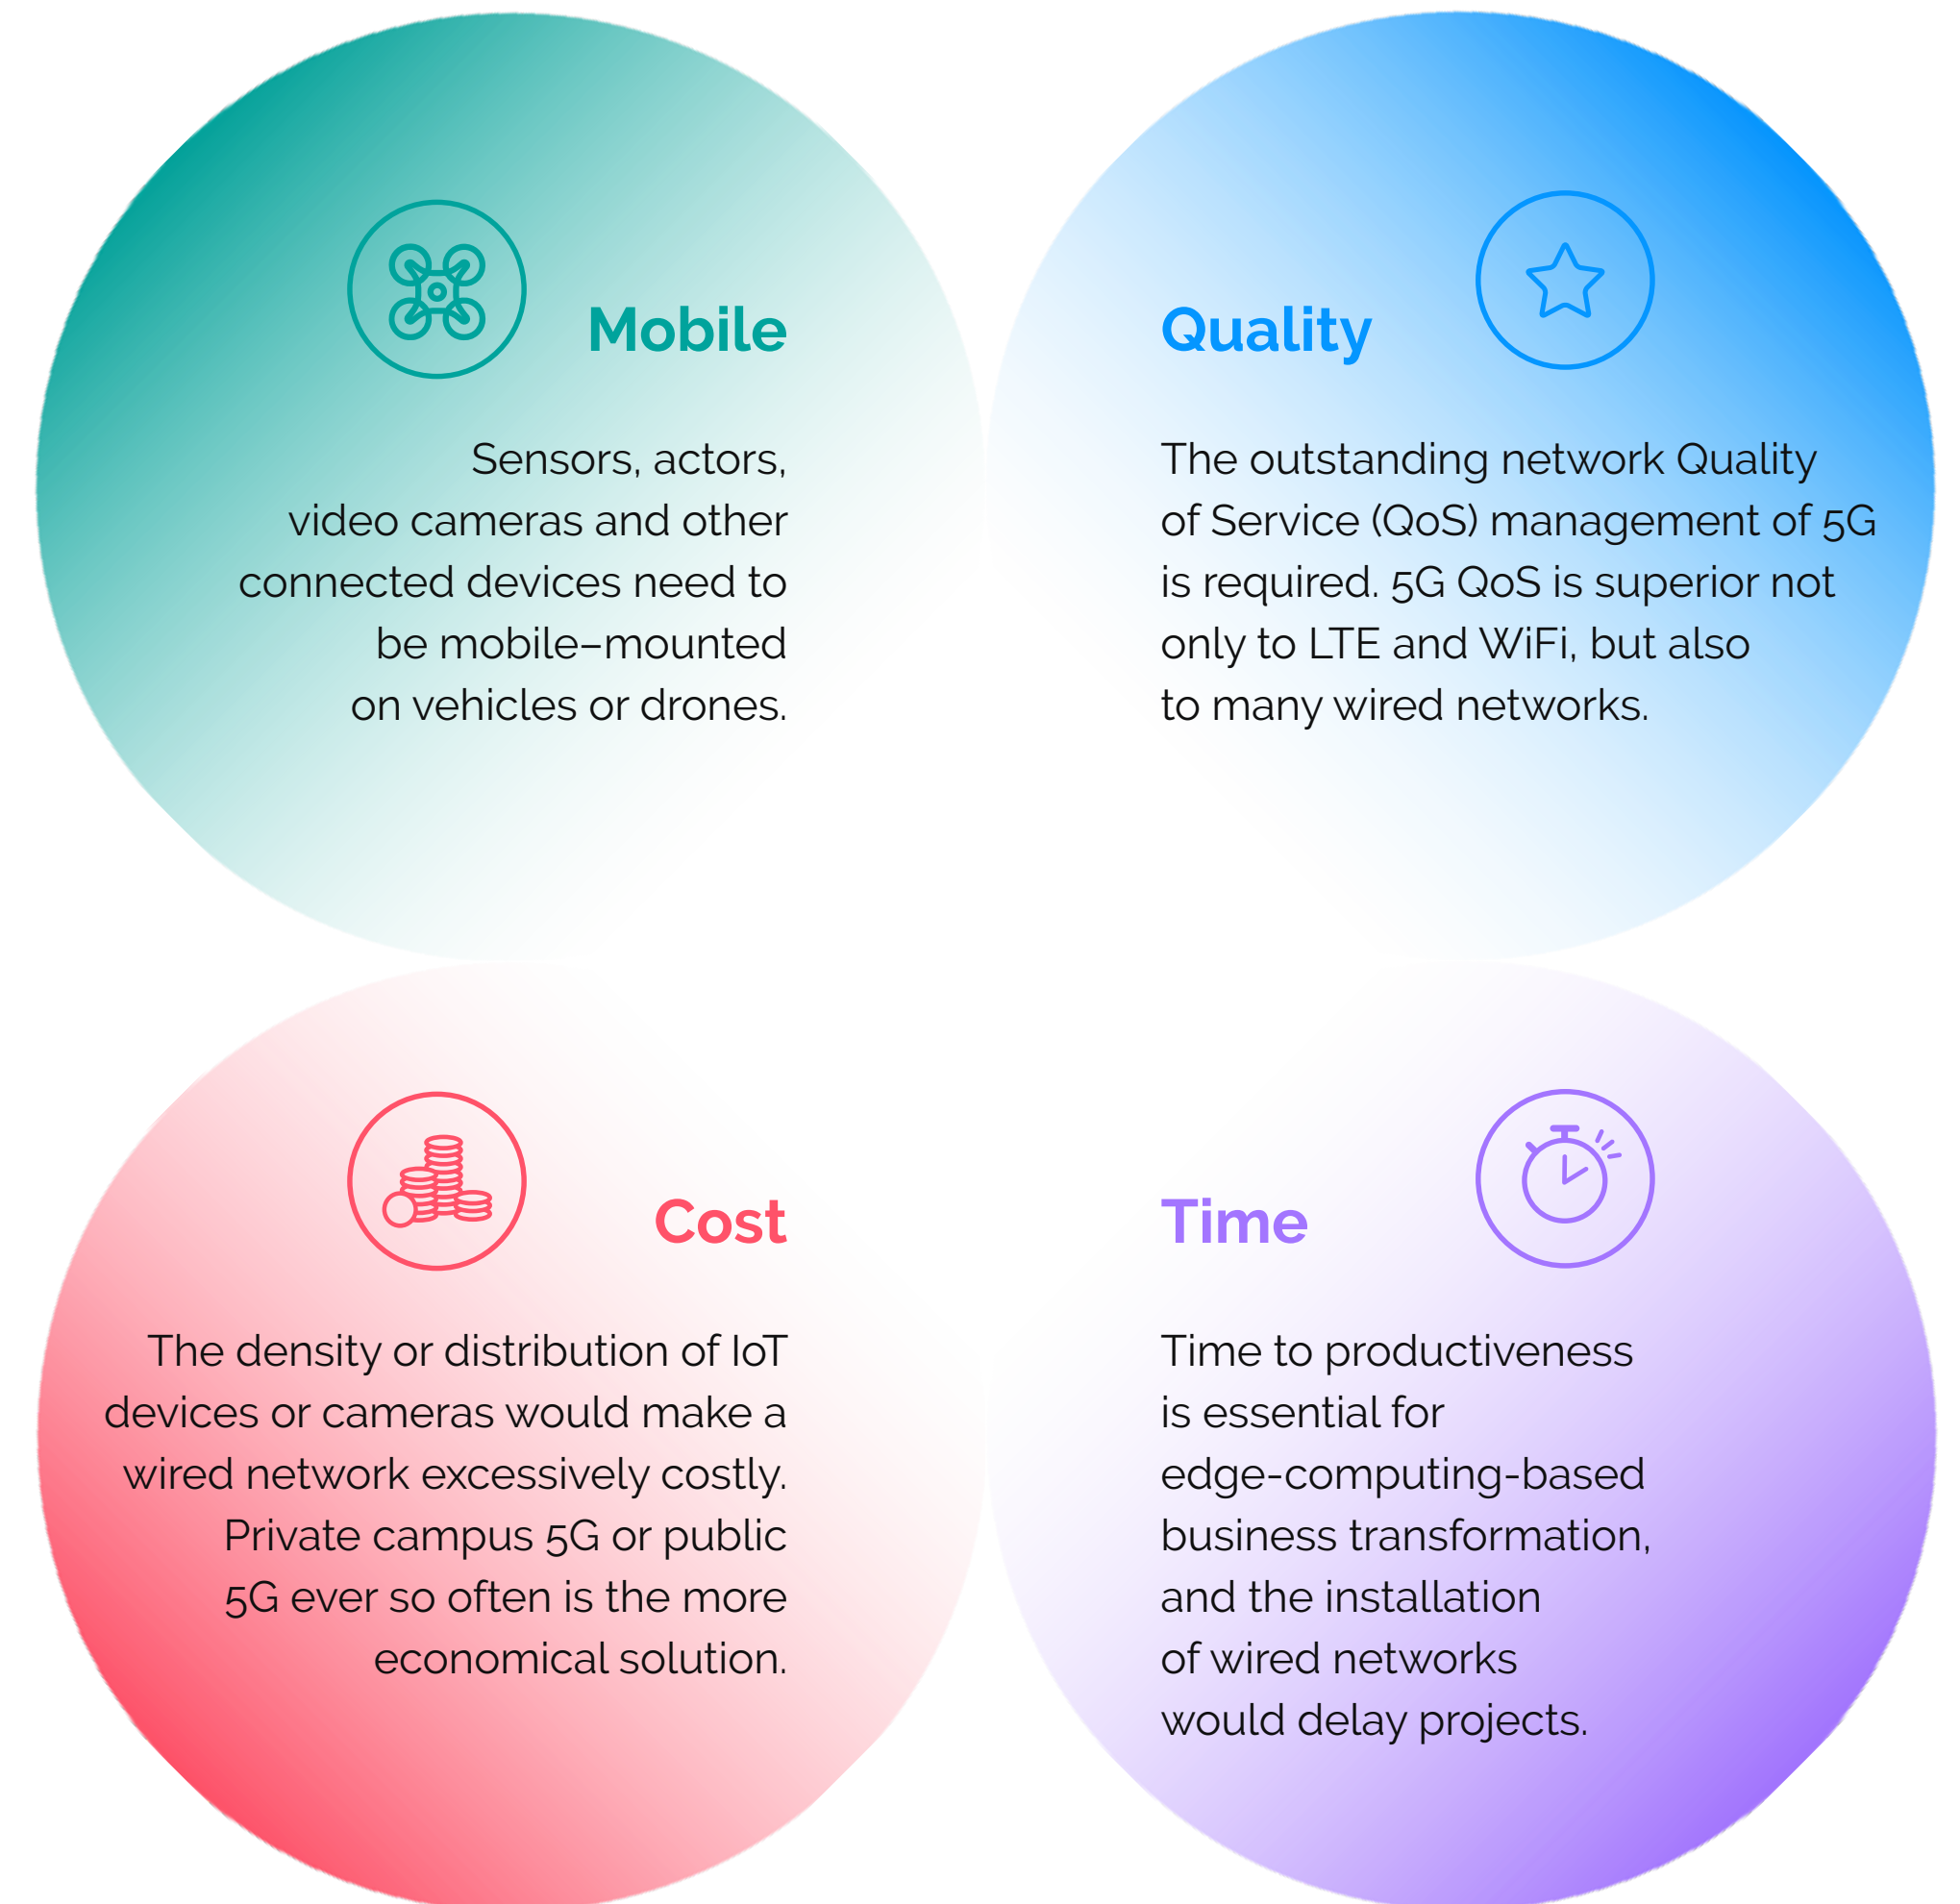 Mobile
Sensors, actors,
video cameras and other
connected devices need to
be mobile–mounted
on vehicles or drones.
Quality
The outstanding network Quality
of Service (QoS) management of 5G
is required. 5G QoS is superior not
only to LTE and WiFi, but also
to many wired networks.
Cost
The density or distribution of IoT
devices or cameras would make a
wired network excessively costly.
Private campus 5G or public
5G ever so often is the more
economical solution.
Time
Time to productiveness
is essential for
edge-computing-based
business transformation,
and the installation
of wired networks
would delay projects.